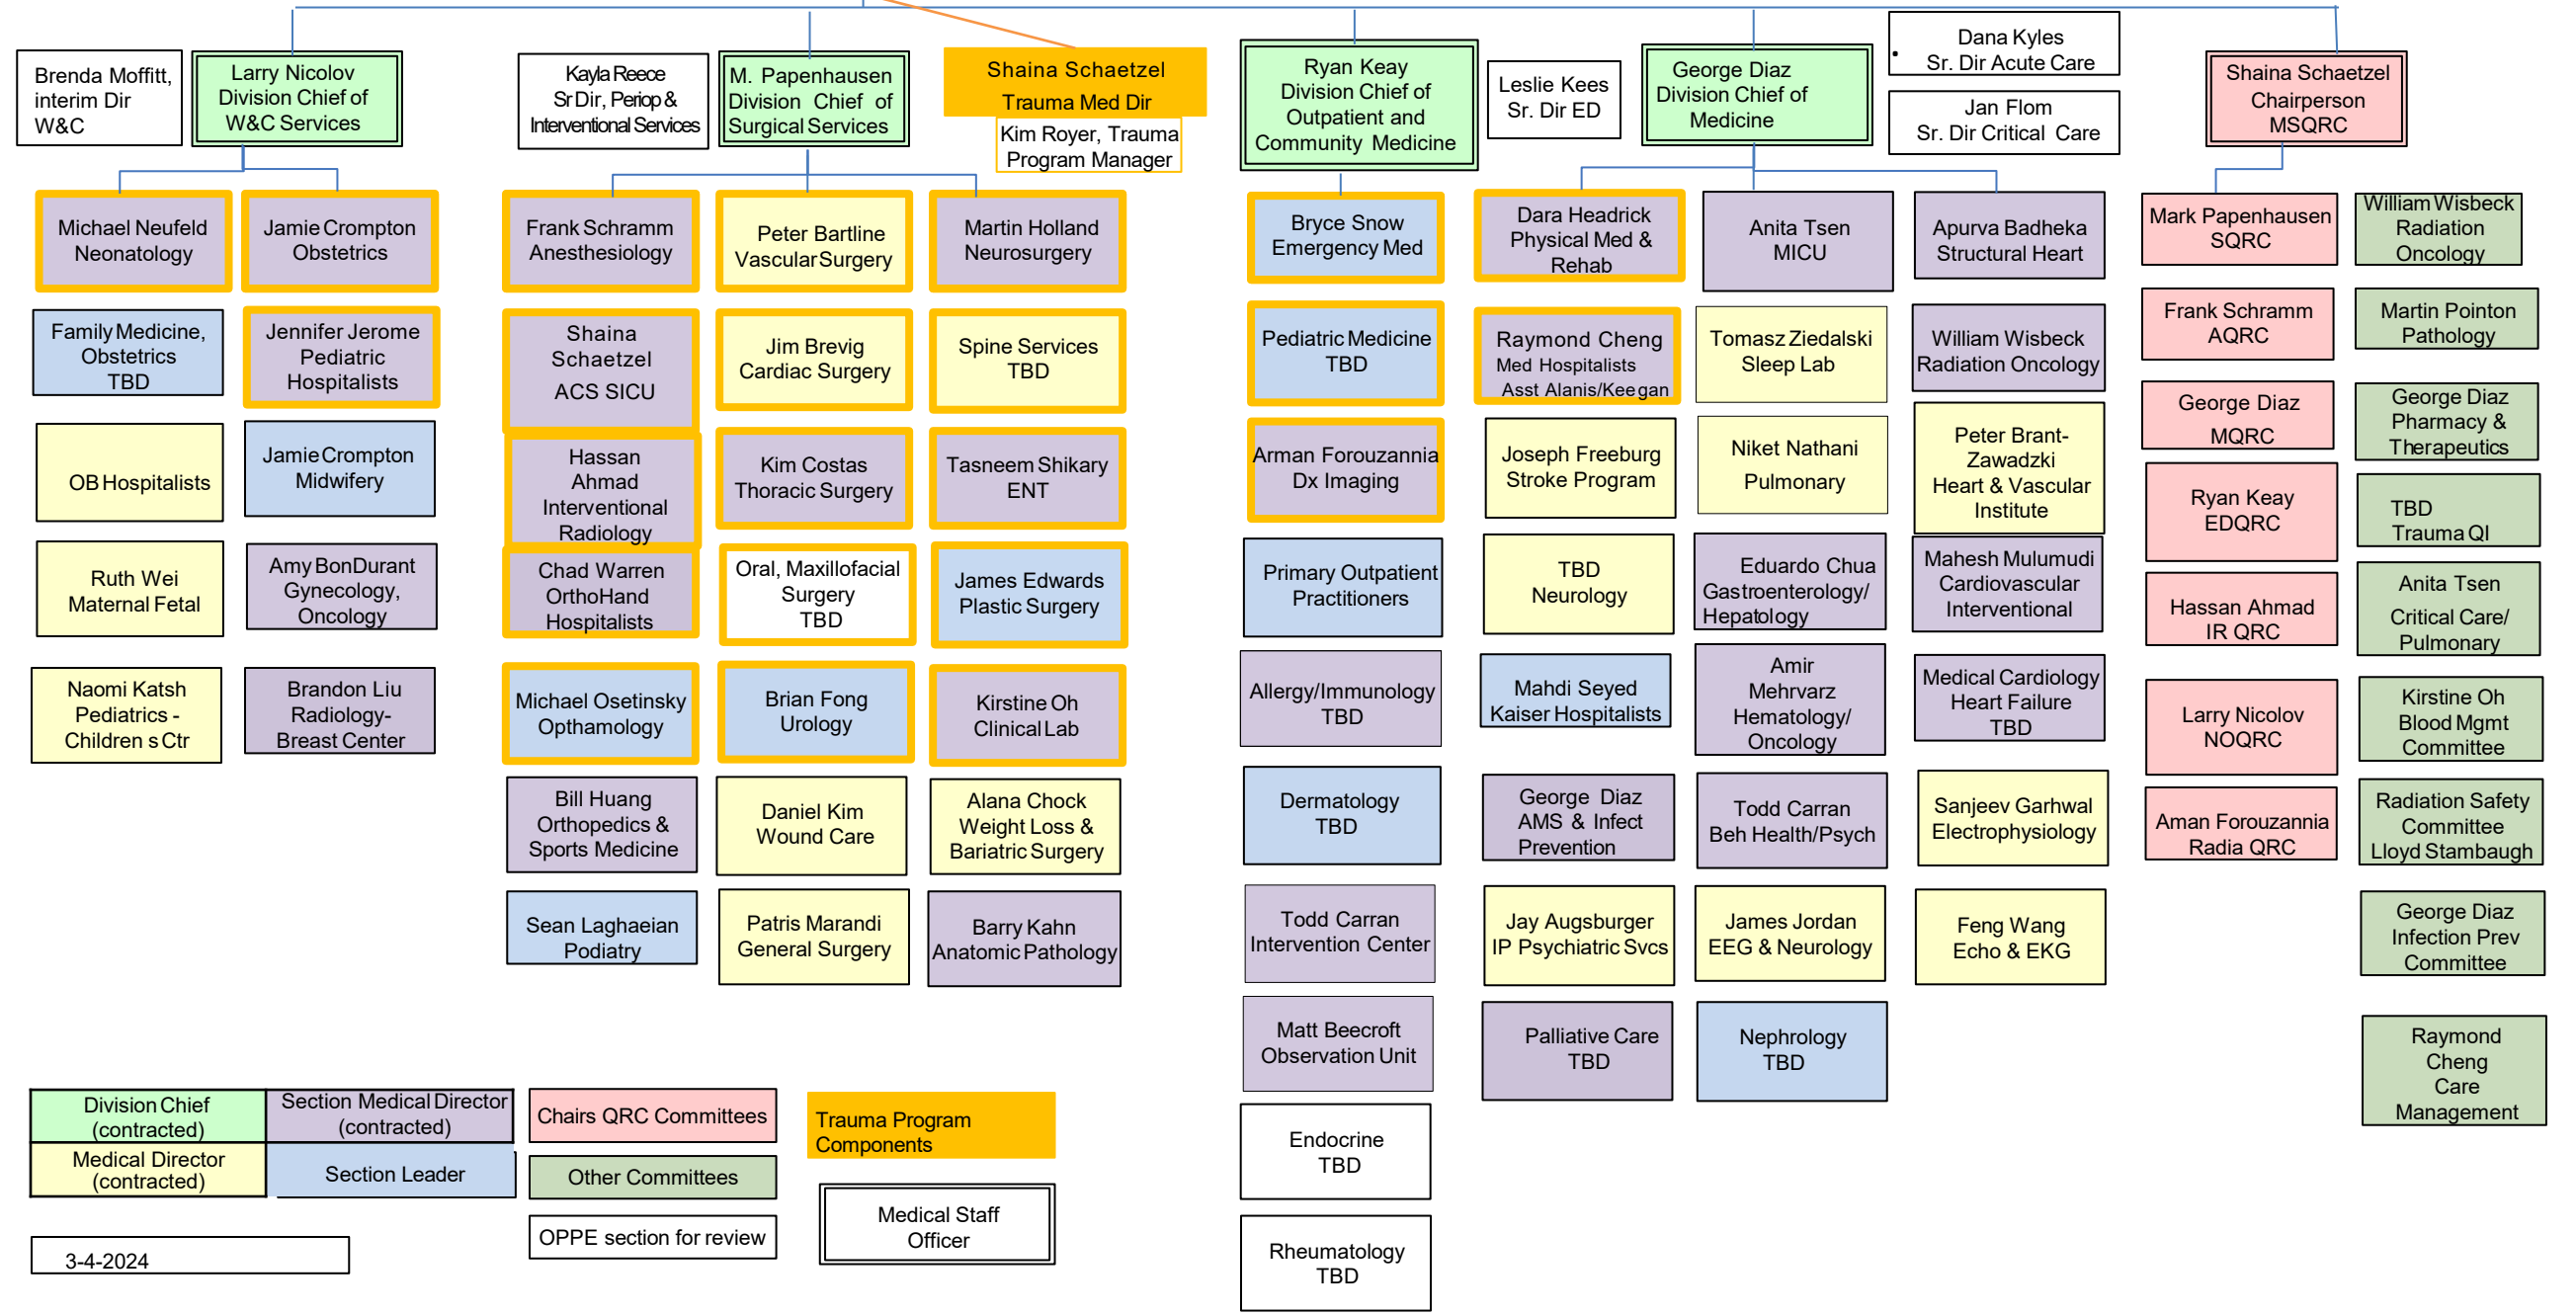 Brenda Moffitt,
interim Dir
W&C
Larry Nicolov
Division Chief of
W&C Services
Kayla Reece
Sr Dir, Periop &
Interventional Services
M. Papenhausen
Division Chief of
Surgical Services
Shaina Schaetzel
Trauma Med Dir
Kim Royer, Trauma
Program Manager
Ryan Keay
Division Chief of
Outpatient and
Community Medicine
Leslie Kees
Sr. Dir ED
George Diaz
Division Chief of
Medicine
Dana Kyles
Sr. Dir Acute Care
Jan Flom
Sr. Dir Critical Care
Shaina Schaetzel
Chairperson
MSQRC
Michael Neufeld
Neonatology
Jamie Crompton
Obstetrics
Family Medicine,
Obstetrics
TBD
Jennifer Jerome
Pediatric
Hospitalists
OB Hospitalists
Jamie Crompton
Midwifery
Ruth Wei
Maternal Fetal
Amy BonDurant
Gynecology,
Oncology
Naomi Katsh
Pediatrics -
Children s Ctr
Brandon Liu
Radiology-
Breast Center
Frank Schramm
Anesthesiology
Peter Bartline
Vascular Surgery
Martin Holland
Neurosurgery
Shaina
Schaetzel
ACS SICU
Jim Brevig
Cardiac Surgery
Spine Services
TBD
Hassan
Ahmad
Interventional
Radiology
Kim Costas
Thoracic Surgery
Tasneem Shikary
ENT
Chad Warren
OrthoHand
Hospitalists
Oral, Maxillofacial
Surgery
TBD
James Edwards
Plastic Surgery
Michael Osetinsky
Opthamology
Brian Fong
Urology
Kirstine Oh
Clinical Lab
Bill Huang
Orthopedics &
Sports Medicine
Daniel Kim
Wound Care
Alana Chock
Weight Loss &
Bariatric Surgery
Sean Laghaeian
Podiatry
Patris Marandi
General Surgery
Barry Kahn
Anatomic Pathology
Bryce Snow
Emergency Med
Pediatric Medicine
TBD
Arman Forouzannia
Dx Imaging
Primary Outpatient
Practitioners
Allergy/Immunology
TBD
Dermatology
TBD
Todd Carran
Intervention Center
Matt Beecroft
Observation Unit
Endocrine
TBD
Rheumatology
TBD
Dara Headrick
Physical Med &
Rehab
Anita Tsen
MICU
Apurva Badheka
Structural Heart
Raymond Cheng
Med Hospitalists
Asst Alanis/Keegan
Tomasz Ziedalski
Sleep Lab
William Wisbeck
Radiation Oncology
Joseph Freeburg
Stroke Program
Niket Nathani
Pulmonary
Peter Brant-
Zawadzki
Heart & Vascular
Institute
TBD
Neurology
Eduardo Chua
Gastroenterology/
Hepatology
Mahesh Mulumudi
Cardiovascular
Interventional
Mahdi Seyed
Kaiser Hospitalists
Amir
Mehrvarz
Hematology/
Oncology
Medical Cardiology
Heart Failure
TBD
George Diaz
AMS & Infect
Prevention
Todd Carran
Beh Health/Psych
Sanjeev Garhwal
Electrophysiology
Jay Augsburger
IP Psychiatric Svcs
James Jordan
EEG & Neurology
Feng Wang
Echo & EKG
Palliative Care
TBD
Nephrology
TBD
Mark Papenhausen
SQRC
William Wisbeck
Radiation
Oncology
Frank Schramm
AQRC
Martin Pointon
Pathology
George Diaz
MQRC
George Diaz
Pharmacy &
Therapeutics
Ryan Keay
EDQRC
TBD
Trauma QI
Hassan Ahmad
IR QRC
Anita Tsen
Critical Care/
Pulmonary
Larry Nicolov
NOQRC
Kirstine Oh
Blood Mgmt
Committee
Aman Forouzannia
Radia QRC
Radiation Safety
Committee
Lloyd Stambaugh
George Diaz
Infection Prev
Committee
Raymond
Cheng
Care
Management
Division Chief
(contracted)
Section Medical Director
(contracted)
Medical Director
(contracted)
Section Leader
Chairs QRC Committees
Other Committees
OPPE section for review
Trauma Program
Components
Medical Staff
Officer
3-4-2024